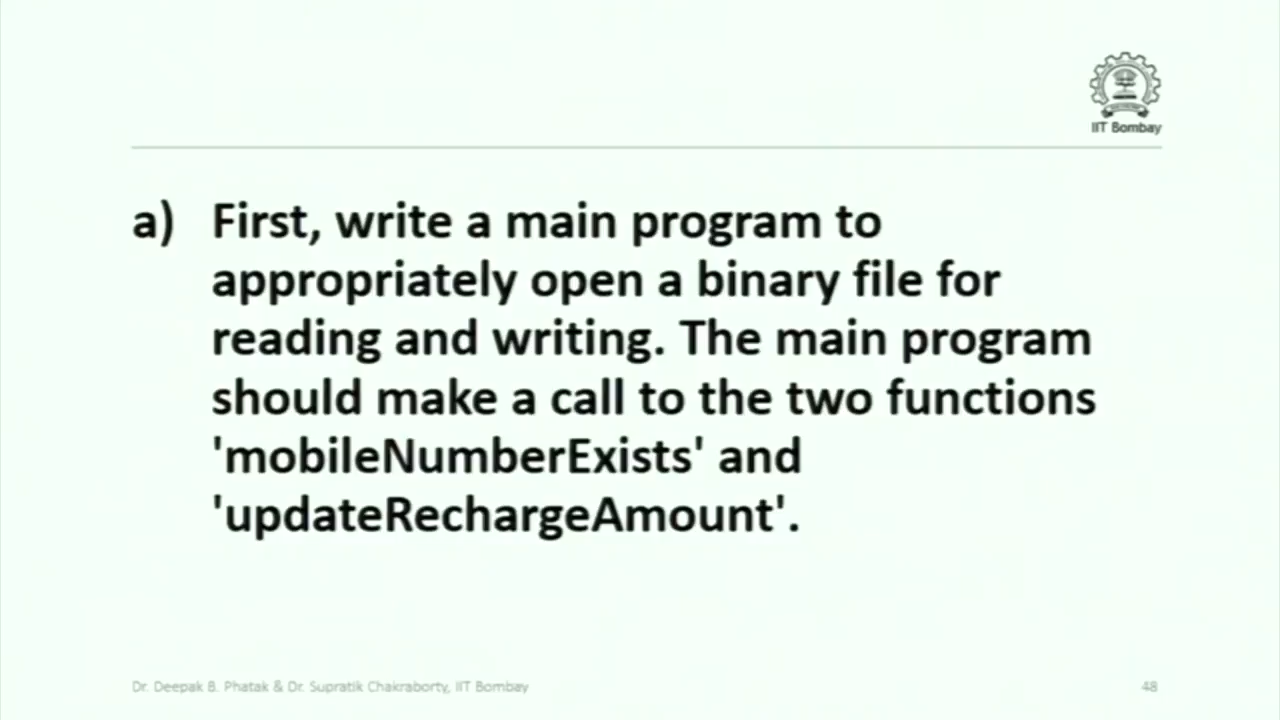 IIT Bombay
a) First, write a main program to
appropriately open a binary file for
reading and writing. The main program
should make a call to the two functions
'mobileNumberExists' and
'updateRechargeAmount'.
Dr. Deepak B. Phatak & Dr. Supratik Chakraborty, IIT Bombay 48